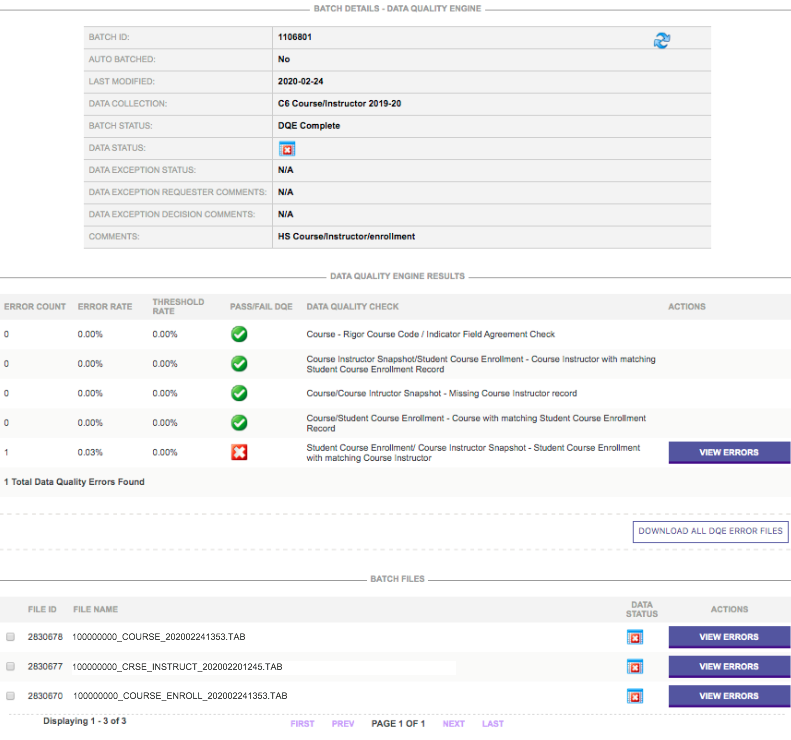 BATCH DETAILS - DATA QUALITY ENGINE
BATCH ID: 1106801
AUTO BATCHED: No
LAST MODIFIED: 2020-02-24
DATA COLLECTION: C6 Course/Instructor 2019-20
BATCH STATUS: DQE Complete
DATA STATUS:
DATA EXCEPTION STATUS: N/A
DATA EXCEPTION REQUESTER COMMENTS: N/A
DATA EXCEPTION DECISION COMMENTS: N/A
COMMENTS: HS Course/Instructor/enrollment
DATA QUALITY ENGINE RESULTS
ERROR COUNT ERROR RATE THRESHOLD RATE PASS/FAIL DQE DATA QUALITY CHECK ACTIONS
0 0.00% 0.00% Course - Rigor Course Code / Indicator Field Agreement Check
0 0.00% 0.00% Course Instructor Snapshot/Student Course Enrollment - Course Instructor with matching
Student Course Enrollment Record
0 0.00% 0.00% Course/Course Intructor Snapshot - Missing Course Instructor record
0 0.00% 0.00% Course/Student Course Enrollment - Course with matching Student Course Enrollment
Record
1 0.03% 0.00% Student Course Enrollment/ Course Instructor Snapshot - Student Course Enrollment
with matching Course Instructor VIEW ERRORS
1 Total Data Quality Errors Found
DOWNLOAD ALL DQE ERROR FILES
BATCH FILES
FILE ID FILE NAME DATA STATUS ACTIONS
2830678 100000000_COURSE_202002241353.TAB VIEW ERRORS
2830677 100000000_CRSE_INSTRUCT_202002201245.TAB VIEW ERRORS
2830670 100000000_COURSE_ENROLL_202002241353.TAB VIEW ERRORS
Displaying 1 - 3 of 3 FIRST PREV PAGE 1 OF 1 NEXT LAST